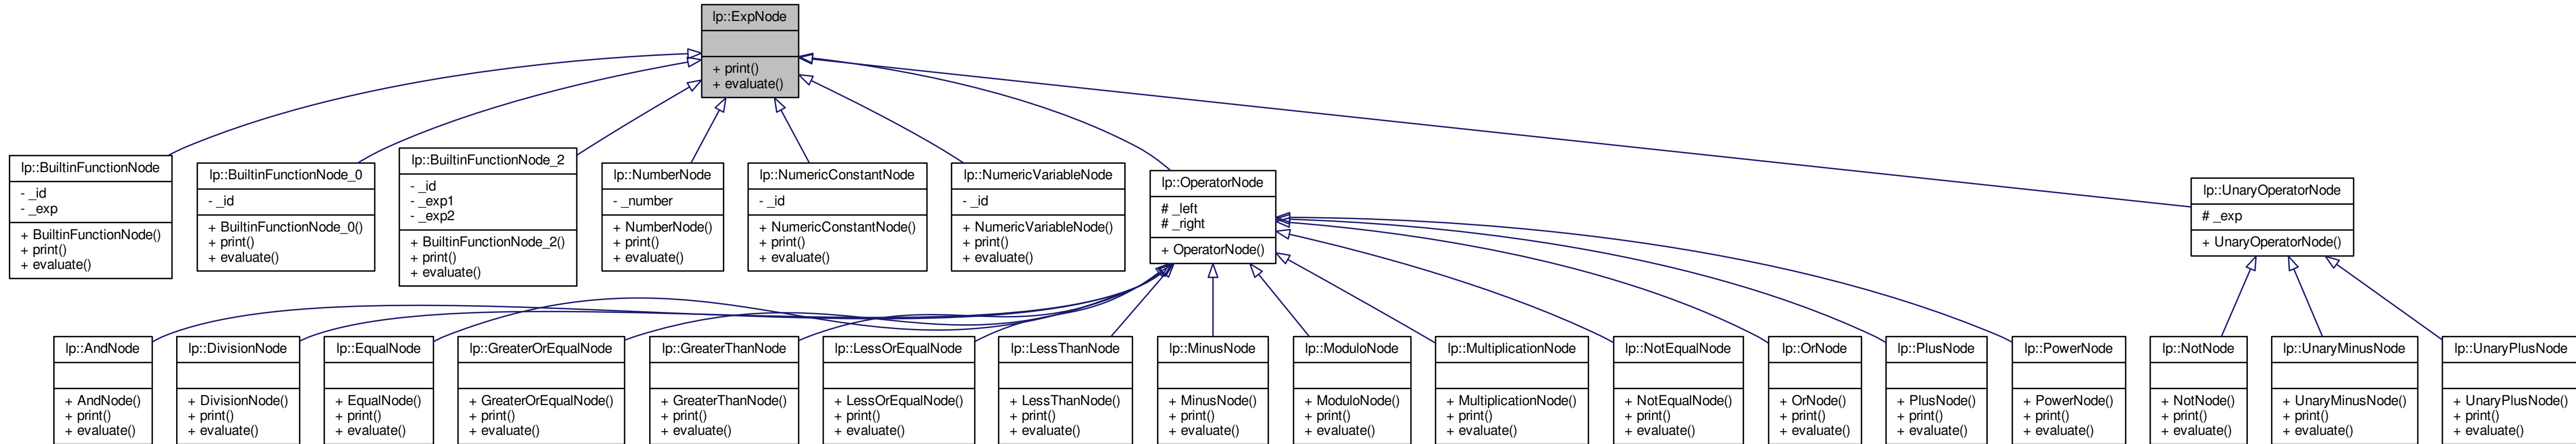 lp::ExpNode
+ print()
+ evaluate()
lp::BuiltinFunctionNode
- _id
- _exp
+ BuiltinFunctionNode()
+ print()
+ evaluate()
lp::BuiltinFunctionNode_0
- _id
+ BuiltinFunctionNode_0()
+ print()
+ evaluate()
lp::BuiltinFunctionNode_2
- _id
- _exp1
- _exp2
+ BuiltinFunctionNode_2()
+ print()
+ evaluate()
lp::NumberNode
- _number
+ NumberNode()
+ print()
+ evaluate()
lp::NumericConstantNode
- _id
+ NumericConstantNode()
+ print()
+ evaluate()
lp::NumericVariableNode
- _id
+ NumericVariableNode()
+ print()
+ evaluate()
lp::OperatorNode
# _left
# _right
+ OperatorNode()
lp::UnaryOperatorNode
# _exp
+ UnaryOperatorNode()
lp::AndNode
+ AndNode()
+ print()
+ evaluate()
lp::DivisionNode
+ DivisionNode()
+ print()
+ evaluate()
lp::EqualNode
+ EqualNode()
+ print()
+ evaluate()
lp::GreaterOrEqualNode
+ GreaterOrEqualNode()
+ print()
+ evaluate()
lp::GreaterThanNode
+ GreaterThanNode()
+ print()
+ evaluate()
lp::LessOrEqualNode
+ LessOrEqualNode()
+ print()
+ evaluate()
lp::LessThanNode
+ LessThanNode()
+ print()
+ evaluate()
lp::MinusNode
+ MinusNode()
+ print()
+ evaluate()
lp::ModuloNode
+ ModuloNode()
+ print()
+ evaluate()
lp::MultiplicationNode
+ MultiplicationNode()
+ print()
+ evaluate()
lp::NotEqualNode
+ NotEqualNode()
+ print()
+ evaluate()
lp::OrNode
+ OrNode()
+ print()
+ evaluate()
lp::PlusNode
+ PlusNode()
+ print()
+ evaluate()
lp::PowerNode
+ PowerNode()
+ print()
+ evaluate()
lp::NotNode
+ NotNode()
+ print()
+ evaluate()
lp::UnaryMinusNode
+ UnaryMinusNode()
+ print()
+ evaluate()
lp::UnaryPlusNode
+ UnaryPlusNode()
+ print()
+ evaluate()